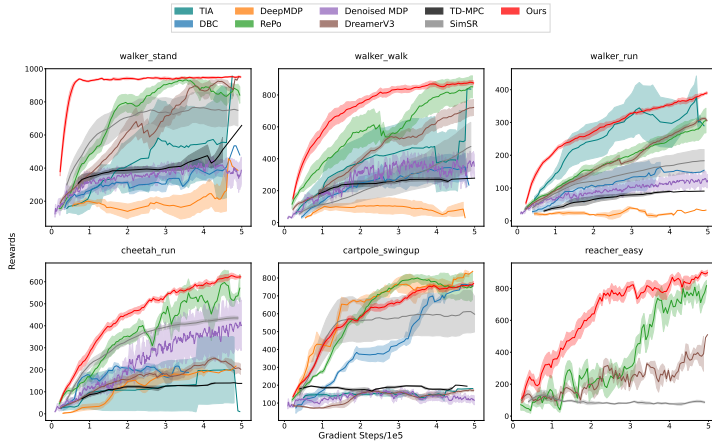 TIA DeepMDP Denoised MDP TD-MPC Ours
DBC RePo DreamerV3 SimSR
walker_stand walker_walk walker_run
1000
800
600
400
200
0 1 2 3 4 5
800
600
400
200
0
0 1 2 3 4 5
400
300
200
100
0
0 1 2 3 4 5
Rewards
cheetah_run cartpole_swingup reacher_easy
600
500
400
300
200
100
0
0 1 2 3 4 5
800
700
600
500
400
300
200
100
0 1 2 3 4 5
800
600
400
200
0
0 1 2 3 4 5
Gradient Steps/1e5